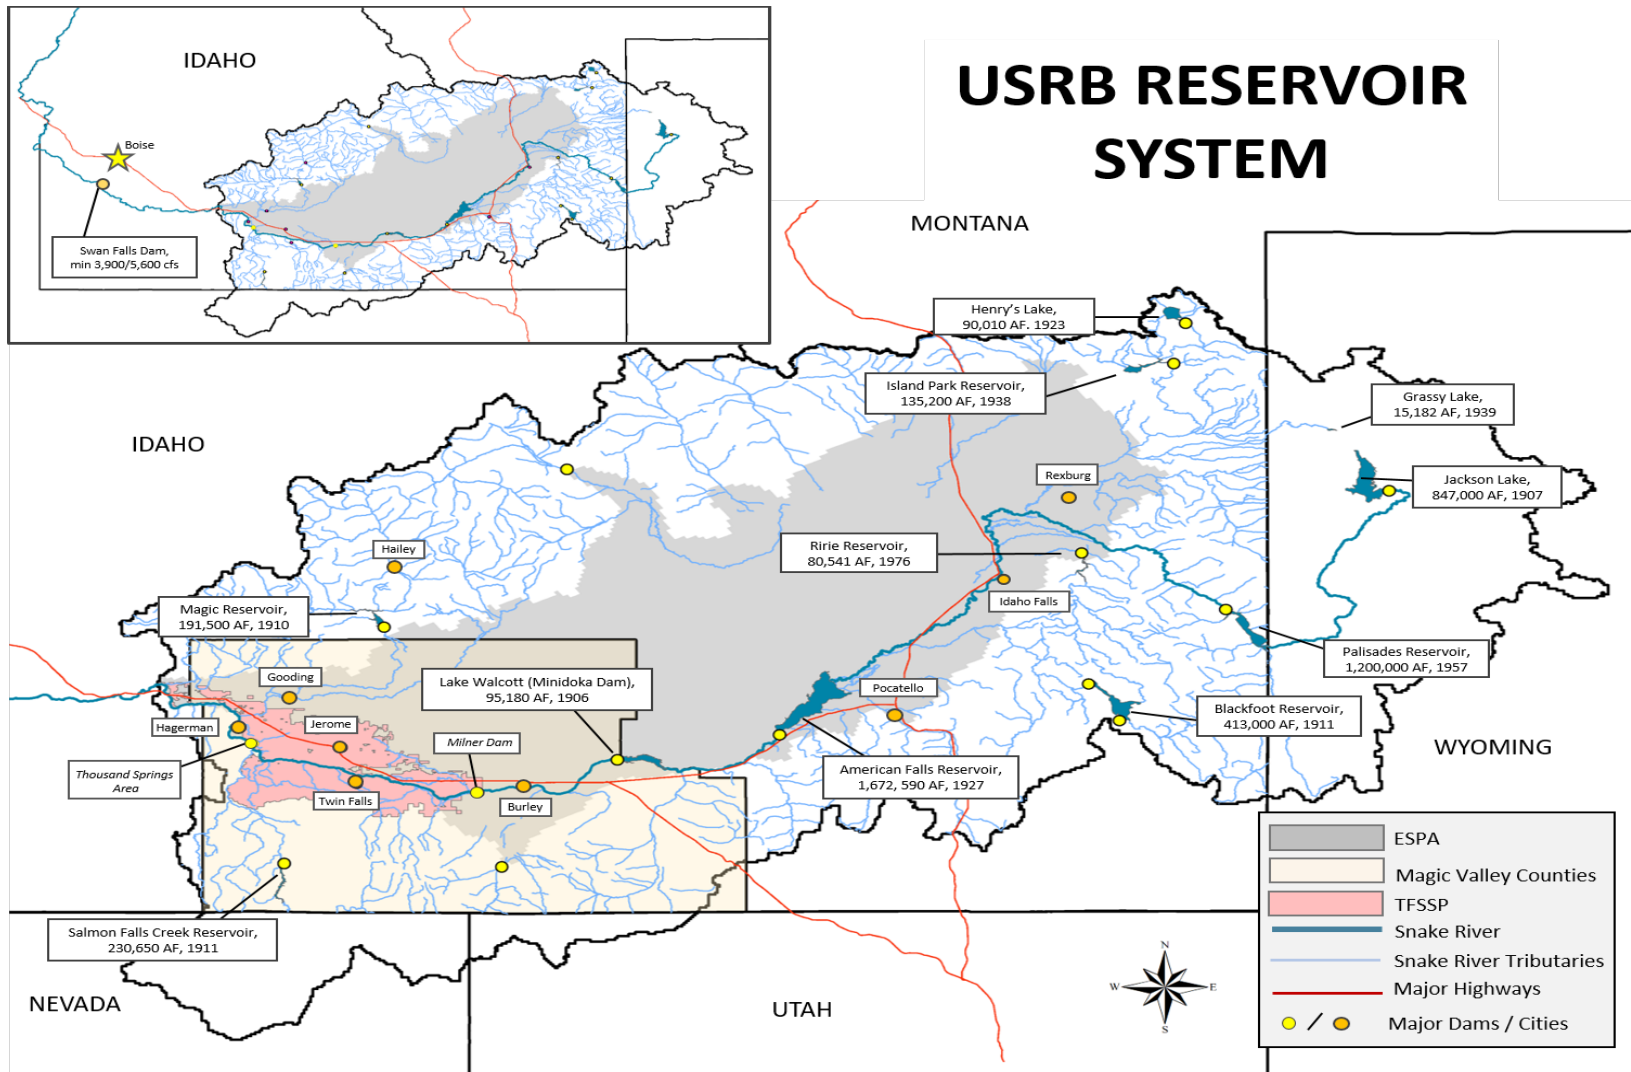 USRB RESERVOIR
SYSTEM
IDAHO
Boise
Swan Falls Dam,
min 3,900/5,600 cfs
MONTANA
Henry's Lake,
90,010 AF. 1923
Island Park Reservoir,
135,200 AF, 1938
Grassy Lake,
15,182 AF, 1939
IDAHO
Jackson Lake,
847,000 AF, 1907
Rexburg
Hailey
Ririe Reservoir,
80,541 AF, 1976
Idaho Falls
Magic Reservoir,
191,500 AF, 1910
Palisades Reservoir,
1,200,000 AF, 1957
Gooding
Lake Walcott (Minidoka Dam),
95,180 AF, 1906
Pocatello
Blackfoot Reservoir,
413,000 AF, 1911
Hagerman
Jerome
Milner Dam
WYOMING
Thousand Springs
Area
American Falls Reservoir,
1,672, 590 AF, 1927
Twin Falls
Burley
Salmon Falls Creek Reservoir,
230,650 AF, 1911
NEVADA
UTAH
N
W
E
S
ESPA
Magic Valley Counties
TFSSP
Snake River
Snake River Tributaries
Major Highways
/ Major Dams / Cities